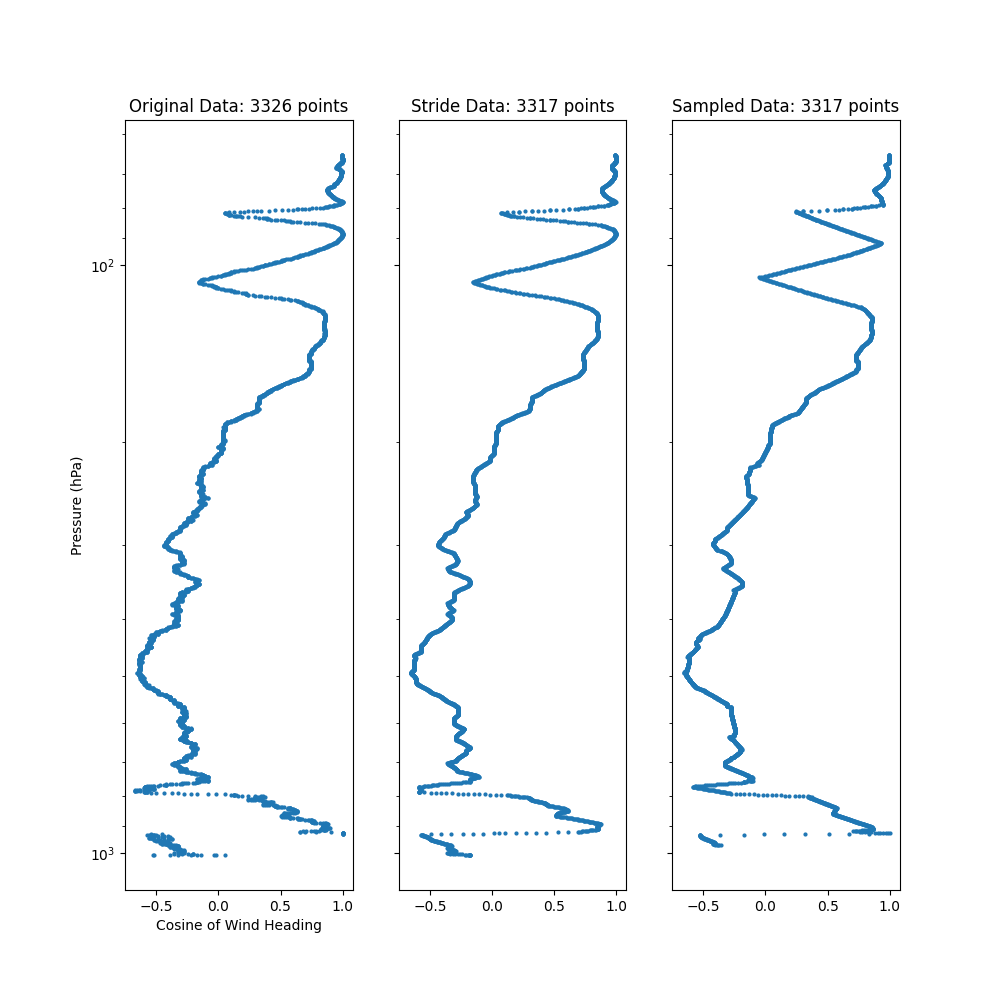 Original Data: 3326 points
Stride Data: 3317 points
Sampled Data: 3317 points
Pressure (hPa)
10²
10³
−0.5 0.0 0.5 1.0
−0.5 0.0 0.5 1.0
−0.5 0.0 0.5 1.0
Cosine of Wind Heading